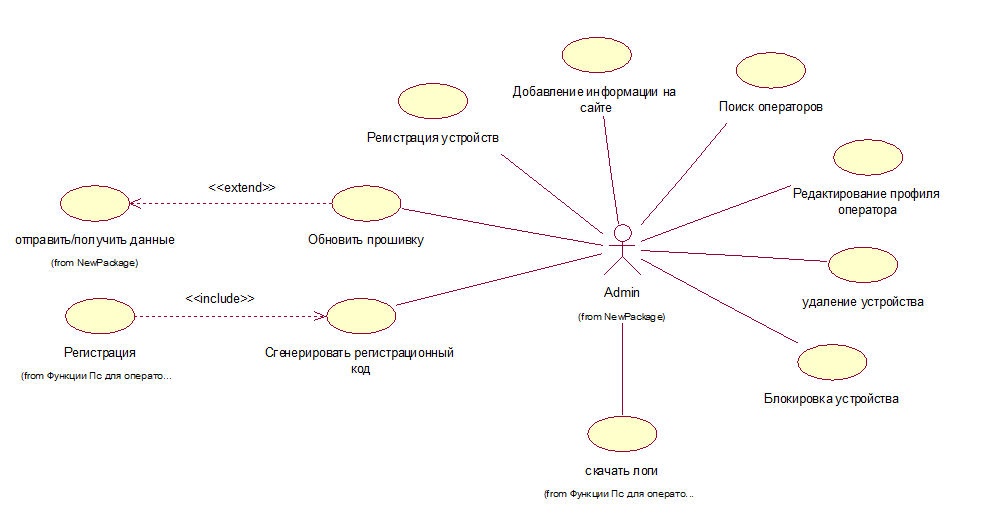 Добавление информации на
сайте
Поиск операторов
Регистрация устройств
<<extend>>
Редактирование профиля
оператора
отправить/получить данные
(from NewPackage)
Обновить прошивку
<<include>>
Admin
(from NewPackage)
удаление устройства
Регистрация
(from Функции Пс для операто...
Сгенерировать регистрационный
код
Блокировка устройства
скачать логи
(from Функции Пс для операто...